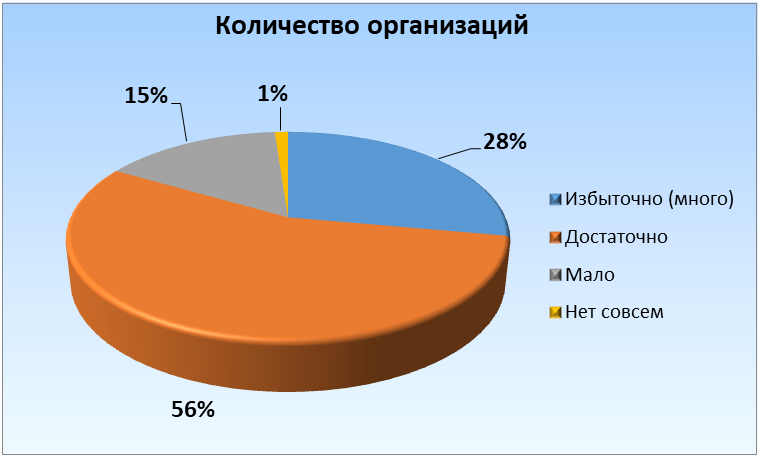 Количество организаций
15%
1%
28%
56%
Избыточно (много)
Достаточно
Мало
Нет совсем